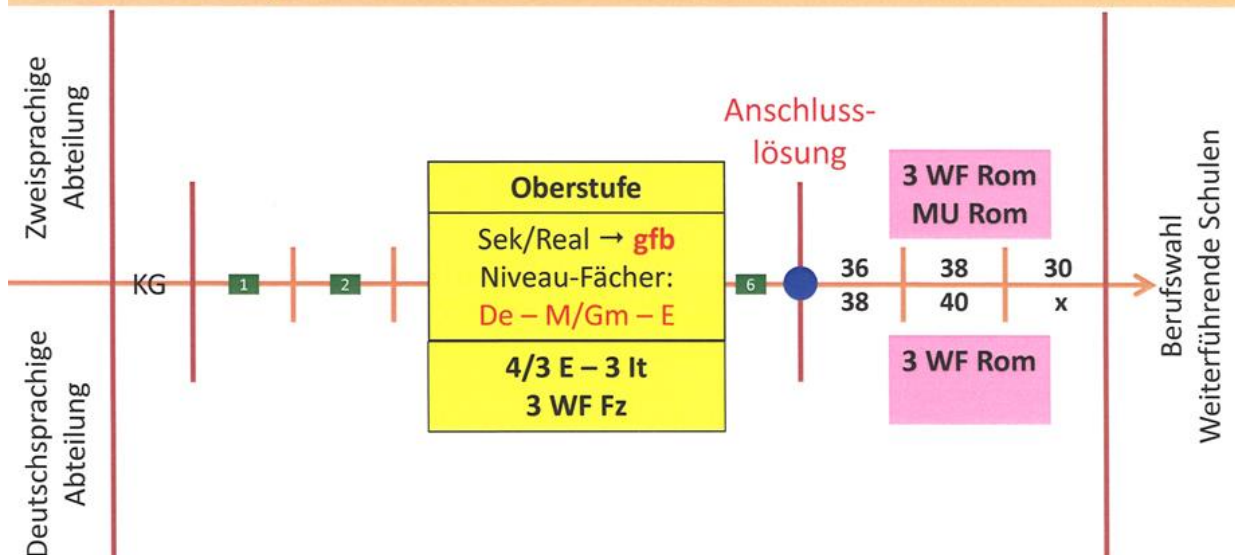 Zweisprachige
Abteilung
Deutschsprachige
Abteilung
KG
1
2
Oberstufe
Sek/Real → gfb
Niveau-Fächer:
De – M/Gm – E
4/3 E – 3 It
3 WF Fz
6
Anschluss-
lösung
3 WF Rom
MU Rom
36 38 30
38 40 x
3 WF Rom
Berufswahl
Weiterführende Schulen